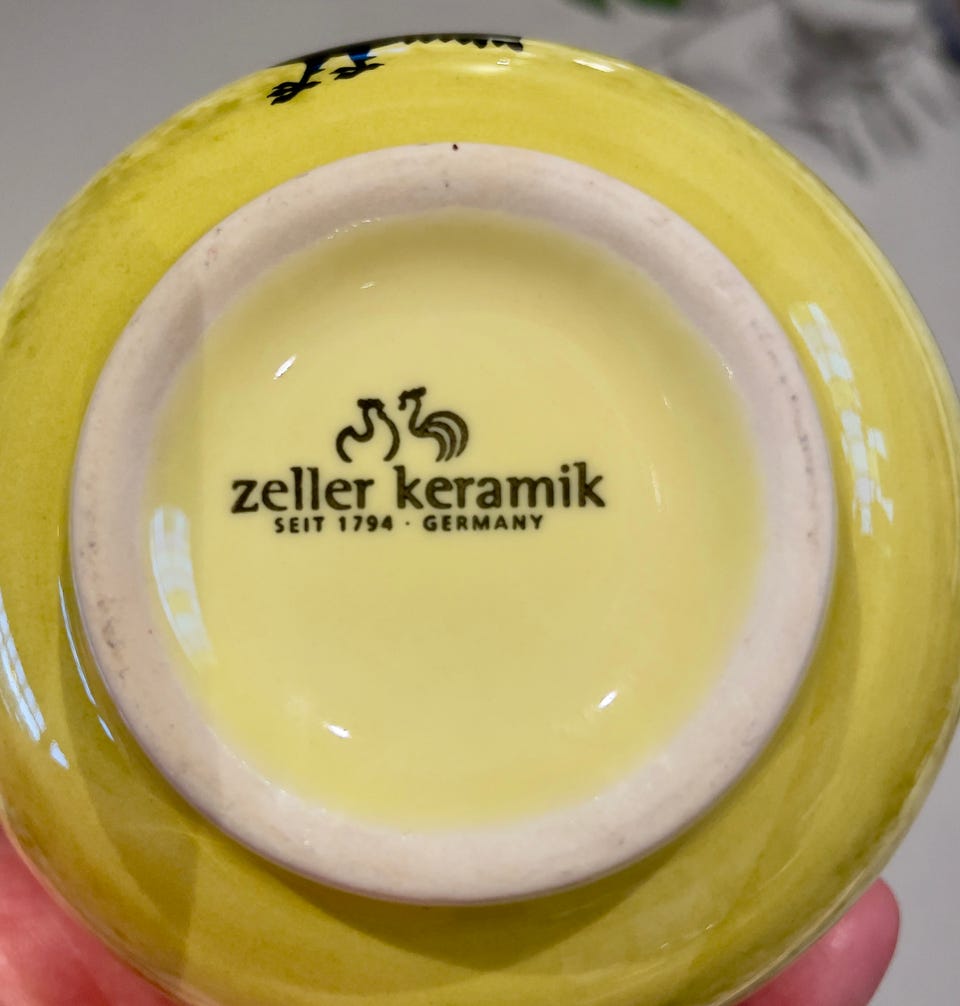 zeller keramik
SEIT 1794 · GERMANY